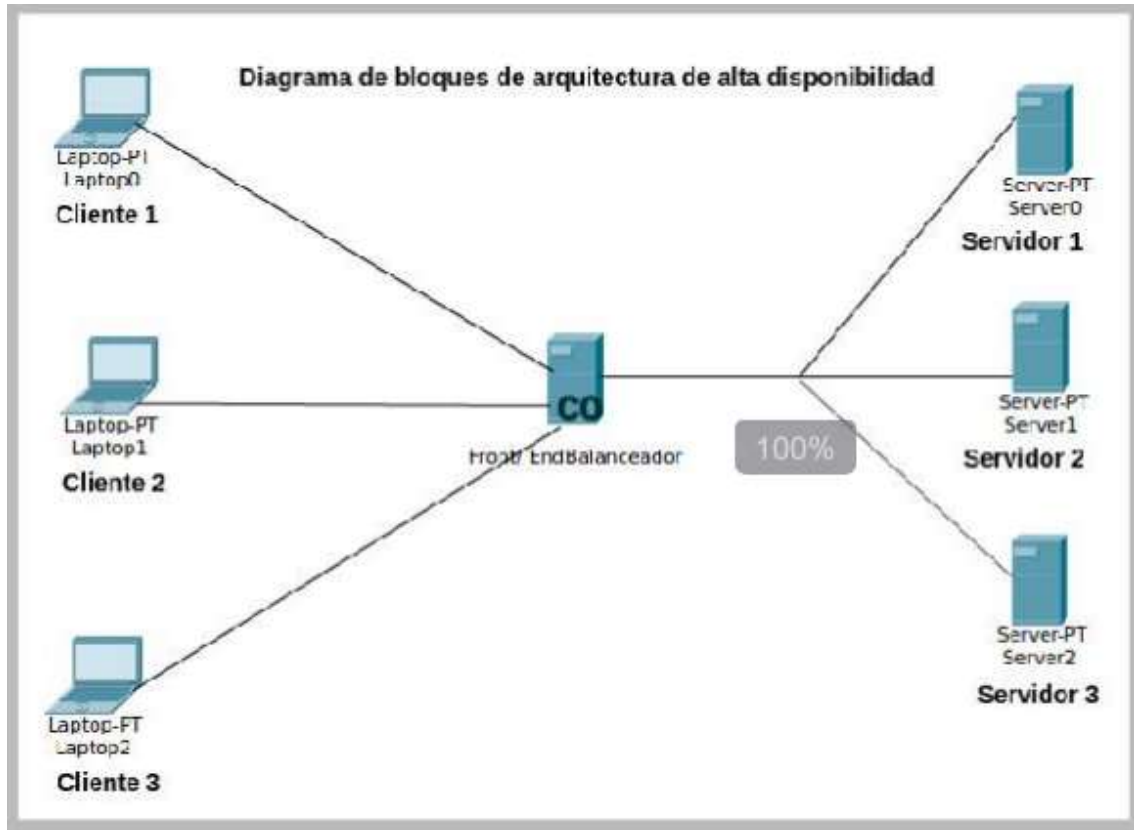 Diagrama de bloques de arquitectura de alta disponibilidad
Laptop-PT
Laptop0
Cliente 1
Server-PT
Server0
Servidor 1
Laptop-PT
Laptop1
Cliente 2
CO
Front/ EndBalanceador
100%
Server-PT
Server1
Servidor 2
Laptop-PT
Laptop2
Cliente 3
Server-PT
Server2
Servidor 3